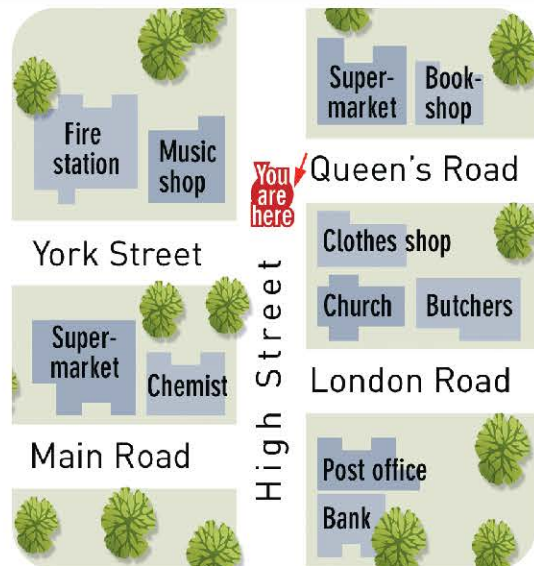 Fire
station
Music
shop
Super-
market
Book-
shop
You
are
here
Queen's Road
York Street
Clothes shop
Church
Butchers
High Street
Super-
market
Chemist
London Road
Main Road
Post office
Bank